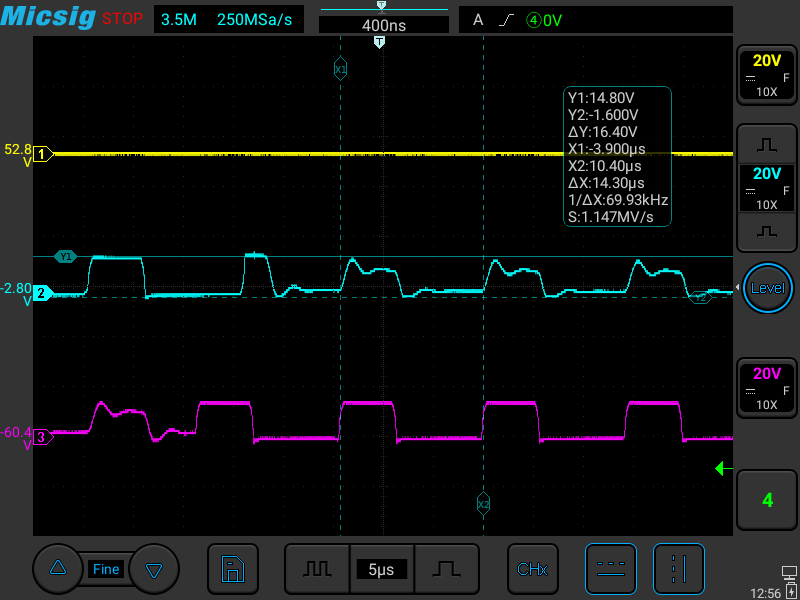 Micsig STOP 3.5M 250MSa/s 400ns A ④0V
T
X1
20V
F
10X
Y1:14.80V
Y2:-1.600V
ΔY:16.40V
X1:-3.900µs
X2:10.40µs
ΔX:14.30µs
1/ΔX:69.93kHz
S:1.147MV/s
52.8
V
1
20V
F
10X
Y1
-2.80
V
2
Y2
Level
20V
F
10X
-60.4
V
3
X2
4
Fine
5µs
CHx
12:56